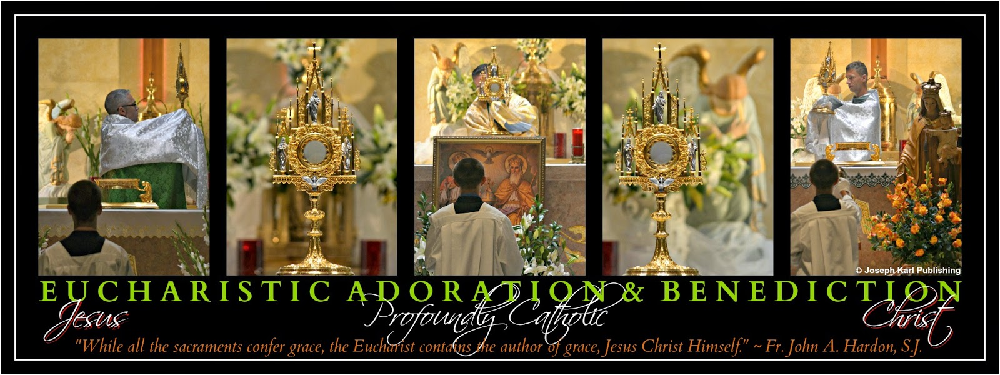 © Joseph Karl Publishing
EUCHARISTIC ADORATION & BENEDICTION
Jesus Profoundly Catholic Christ
"While all the sacraments confer grace, the Eucharist contains the author of grace, Jesus Christ Himself." ~ Fr. John A. Hardon, S.J.